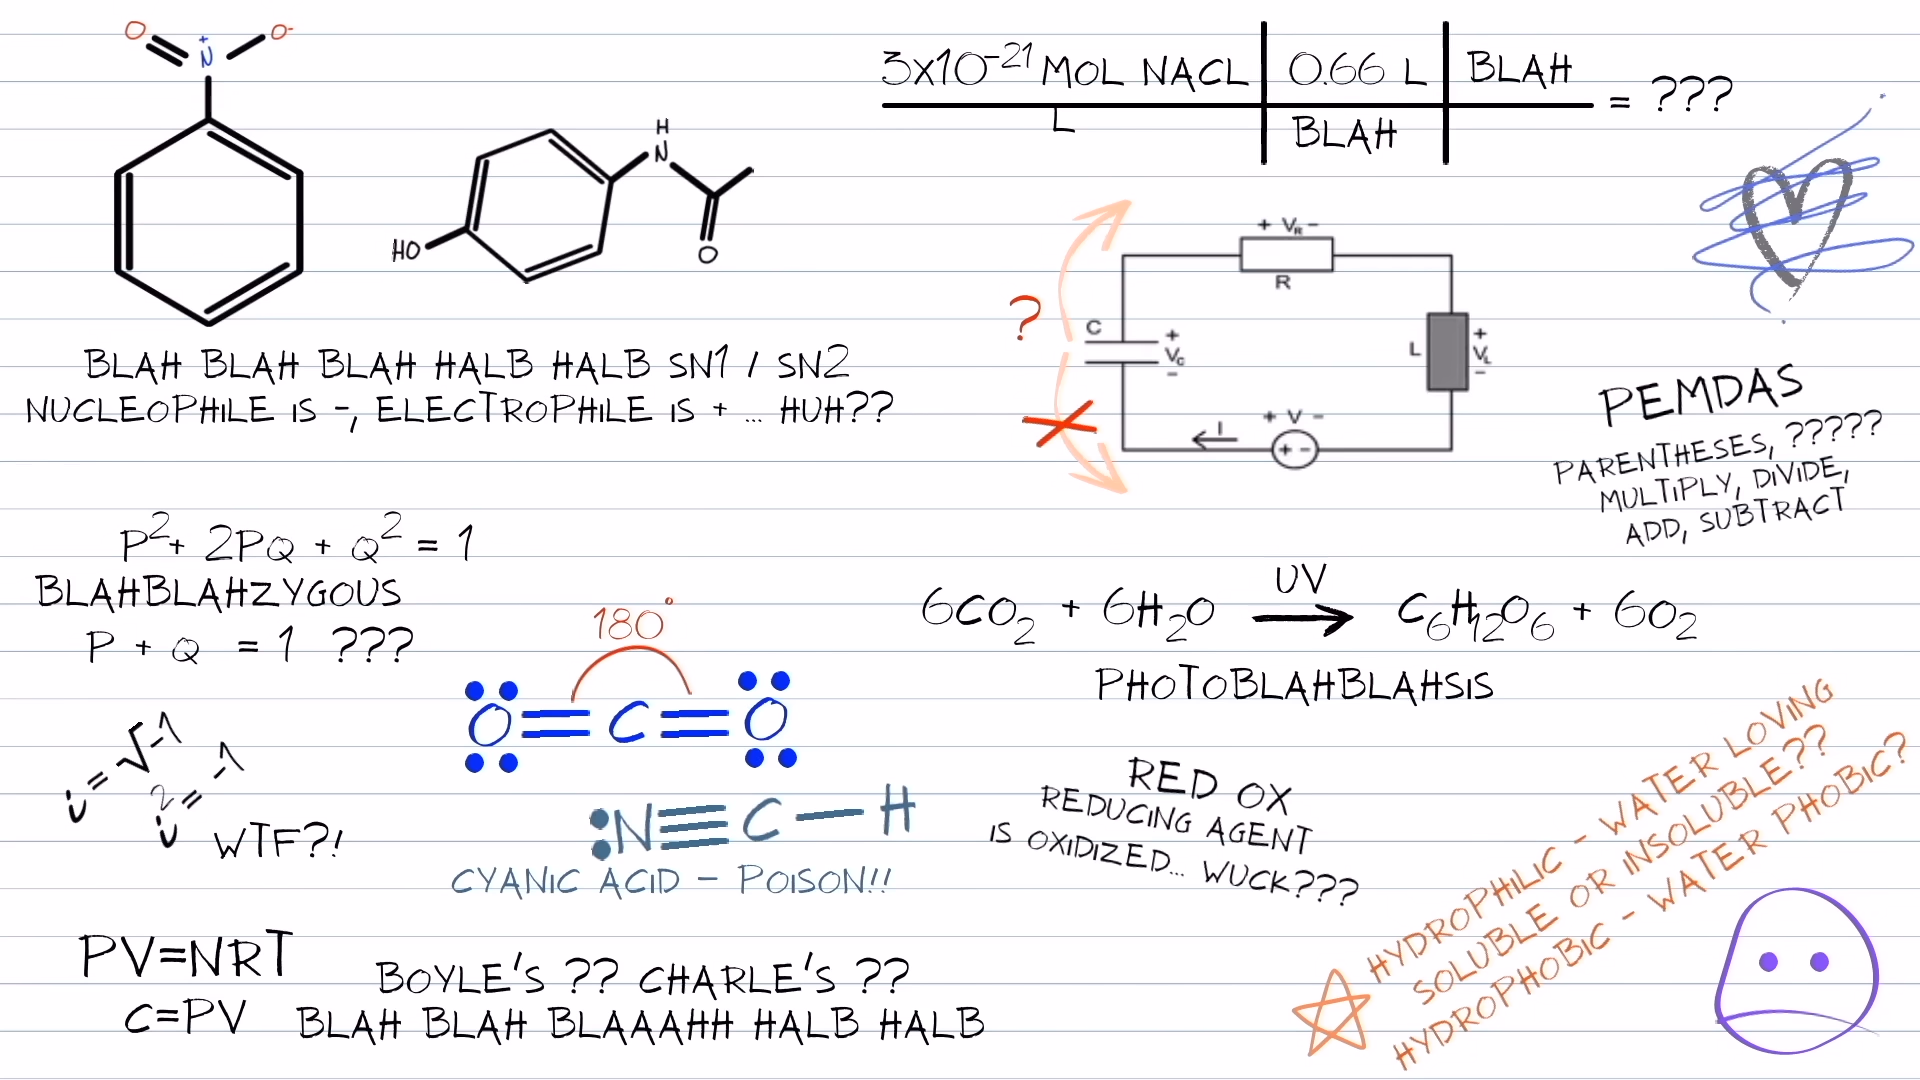 O N+ O-
H
N
HO
O
3x10-21 MOL NACL 0.66 L BLAH = ???
L BLAH
+ VR -
R
C + VC -
L + VL -
?
+ V -
I
+ -
BLAH BLAH BLAH HALB HALB SN1 / SN2
NUCLEOPHILE IS -, ELECTROPHILE IS + ... HUH??
PEMDAS
PARENTHESES, ?????
MULTIPLY, DIVIDE,
ADD, SUBTRACT
P2+ 2PQ + Q2 = 1
BLAHBLAHZYGOUS
P + Q = 1 ???
6CO2 + 6H2O UV C6H12O6 + 6O2
PHOTOBLAHBLAHSIS
180°
O=C=O
:N≡C—H
CYANIC ACID - POISON!!
i = √-1
i2 = -1
WTF?!
RED OX
REDUCING AGENT
IS OXIDIZED... WUCK???
HYDROPHILIC - WATER LOVING
SOLUBLE OR INSOLUBLE??
HYDROPHOBIC - WATER PHOBIC?
PV=NRT
C=PV
BOYLE'S ?? CHARLE'S ??
BLAH BLAH BLAAAHH HALB HALB